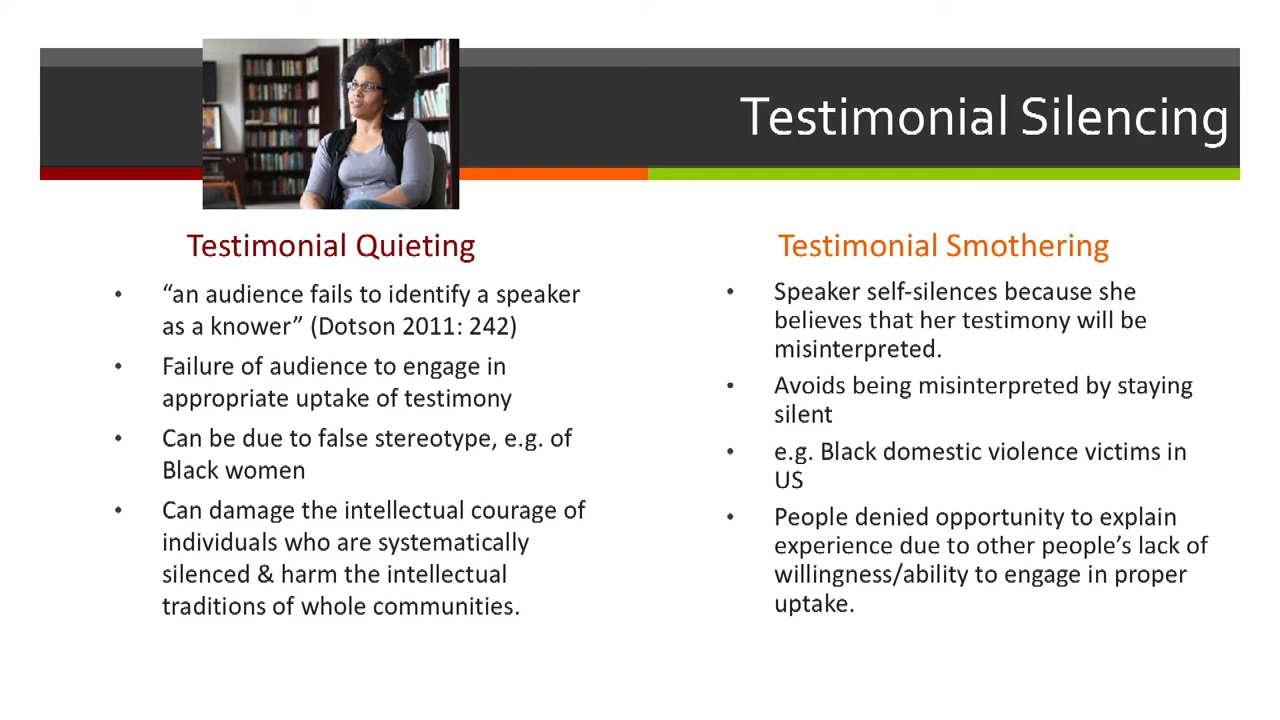 Testimonial Silencing
Testimonial Quieting
• “an audience fails to identify a speaker
as a knower” (Dotson 2011: 242)
• Failure of audience to engage in
appropriate uptake of testimony
• Can be due to false stereotype, e.g. of
Black women
• Can damage the intellectual courage of
individuals who are systematically
silenced & harm the intellectual
traditions of whole communities.
Testimonial Smothering
• Speaker self-silences because she
believes that her testimony will be
misinterpreted.
• Avoids being misinterpreted by staying
silent
• e.g. Black domestic violence victims in
US
• People denied opportunity to explain
experience due to other people’s lack of
willingness/ability to engage in proper
uptake.